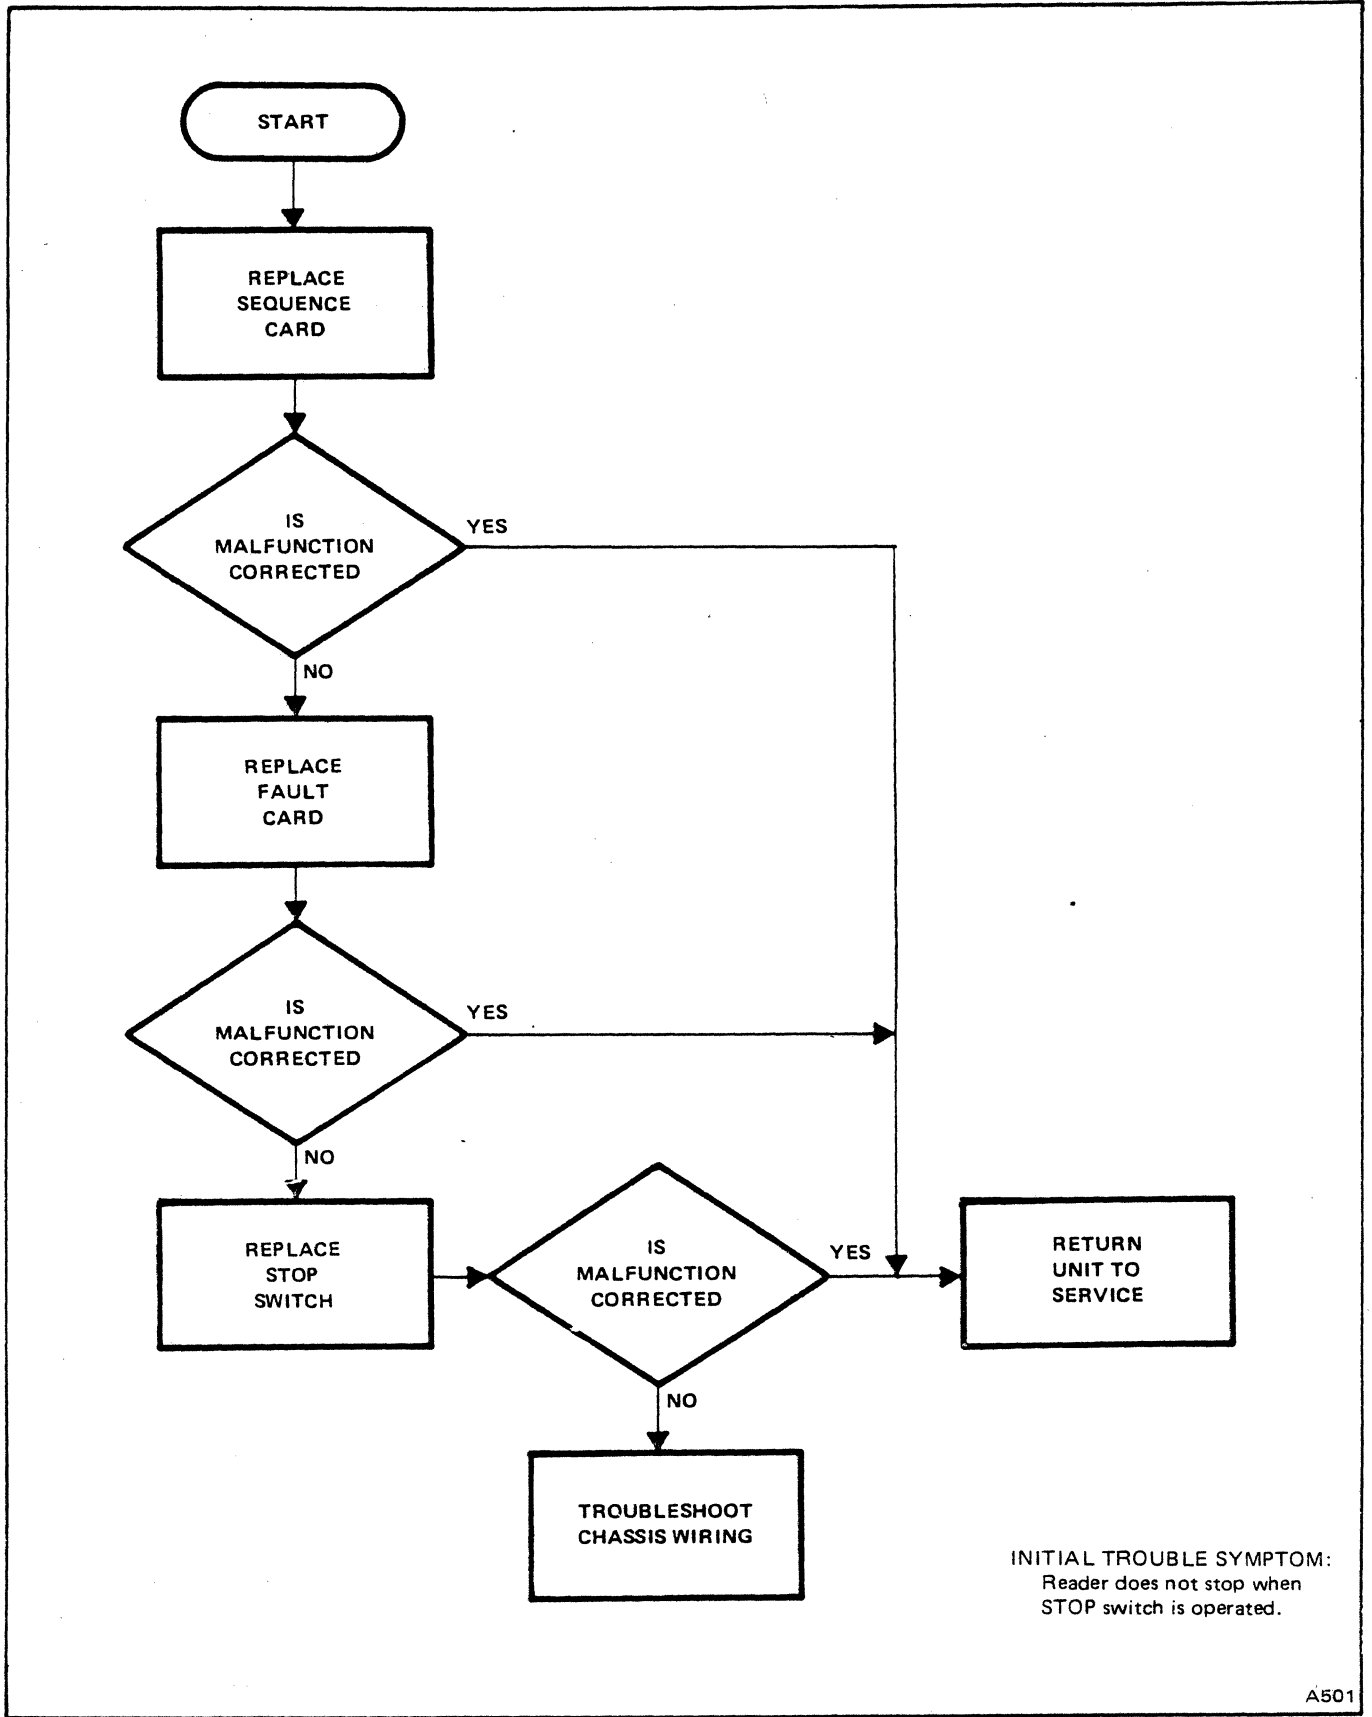 START
REPLACE
SEQUENCE
CARD
IS
MALFUNCTION
CORRECTED
YES
NO
REPLACE
FAULT
CARD
IS
MALFUNCTION
CORRECTED
YES
NO
REPLACE
STOP
SWITCH
IS
MALFUNCTION
CORRECTED
YES
RETURN
UNIT TO
SERVICE
NO
TROUBLESHOOT
CHASSIS WIRING
INITIAL TROUBLE SYMPTOM:
Reader does not stop when
STOP switch is operated.
A501